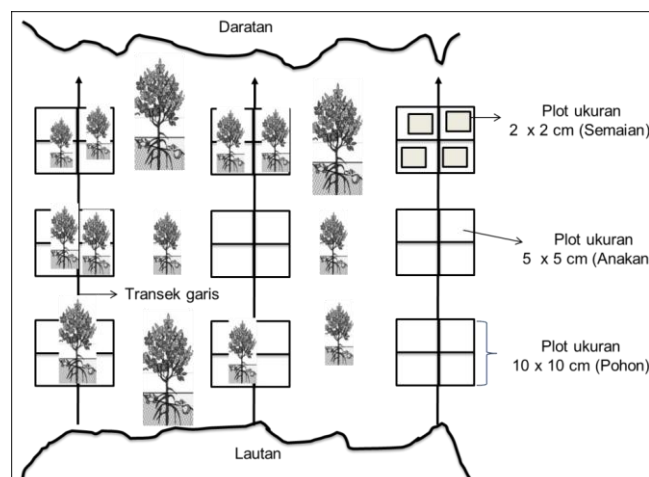 Daratan
Plot ukuran
2 x 2 cm (Semaian)
Plot ukuran
5 x 5 cm (Anakan
Transek garis
Plot ukuran
10 x 10 cm (Pohon)
Lautan